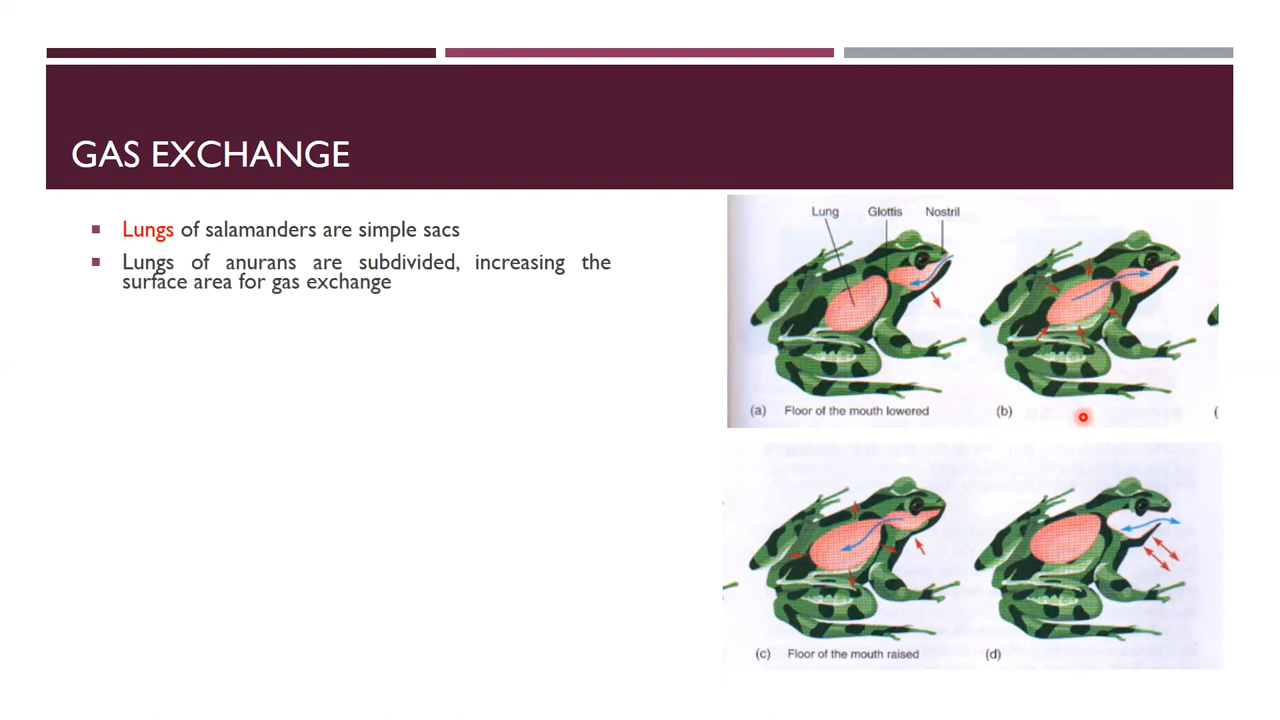 GAS EXCHANGE
Lungs of salamanders are simple sacs
Lungs of anurans are subdivided, increasing the
surface area for gas exchange
Lung Glottis Nostril
(a) Floor of the mouth lowered (b) (
(c) Floor of the mouth raised (d)